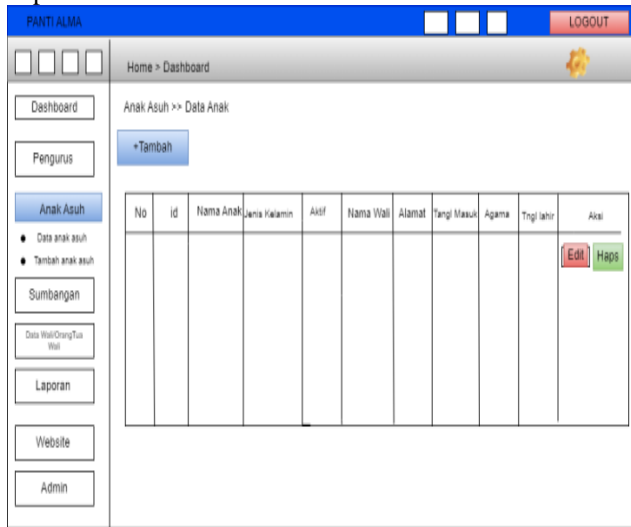 PANTI ALMA
LOGOUT
Home > Dashboard
Dashboard
Pengurus
Anak Asuh
Data anak asuh
Tambah anak asuh
Sumbangan
Data Wali/OrangTua
Wali
Laporan
Website
Admin
Anak Asuh >> Data Anak
+Tambah
No id Nama Anak Jenis Kelamin Aktif Nama Wali Alamat Tangl Masuk Agama Tngl lahir Aksi
Edit Haps